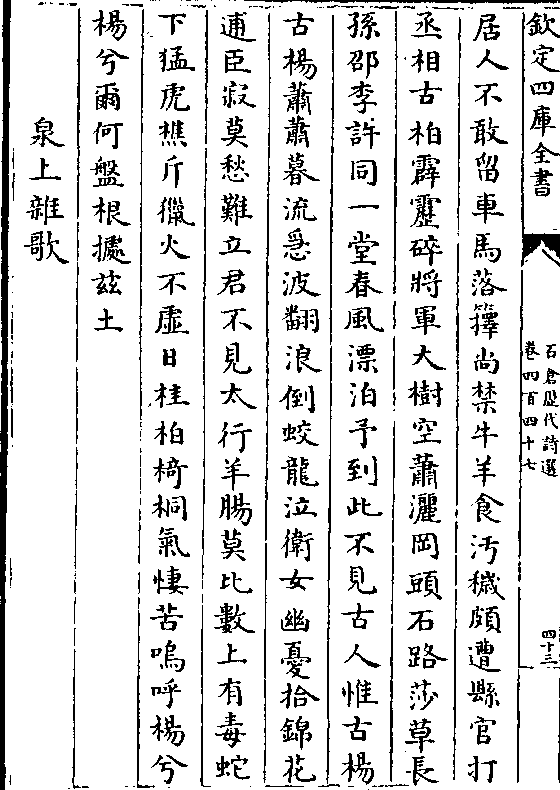 欽定四庫全書
石倉歷代詩選
卷四百四十七
四十三
居人不敢留車馬落籜尚禁牛羊食汚穢頗遭縣官打
丞相古柏霹靂碎將軍大樹空蕭灑岡頭石路莎草長
孫邵李許同一堂春風漂泊予到此不見古人惟古楊
古楊蕭蕭暮流急波翻浪倒蛟龍泣衛女幽憂拾錦花
逋臣寂莫愁難立君不見太行羊腸莫比數上有毒蛇
下猛虎樵斤獵火不虚日桂柏椅桐氣悽苦嗚呼楊兮
楊兮爾何盤根據兹土
泉上雜歌